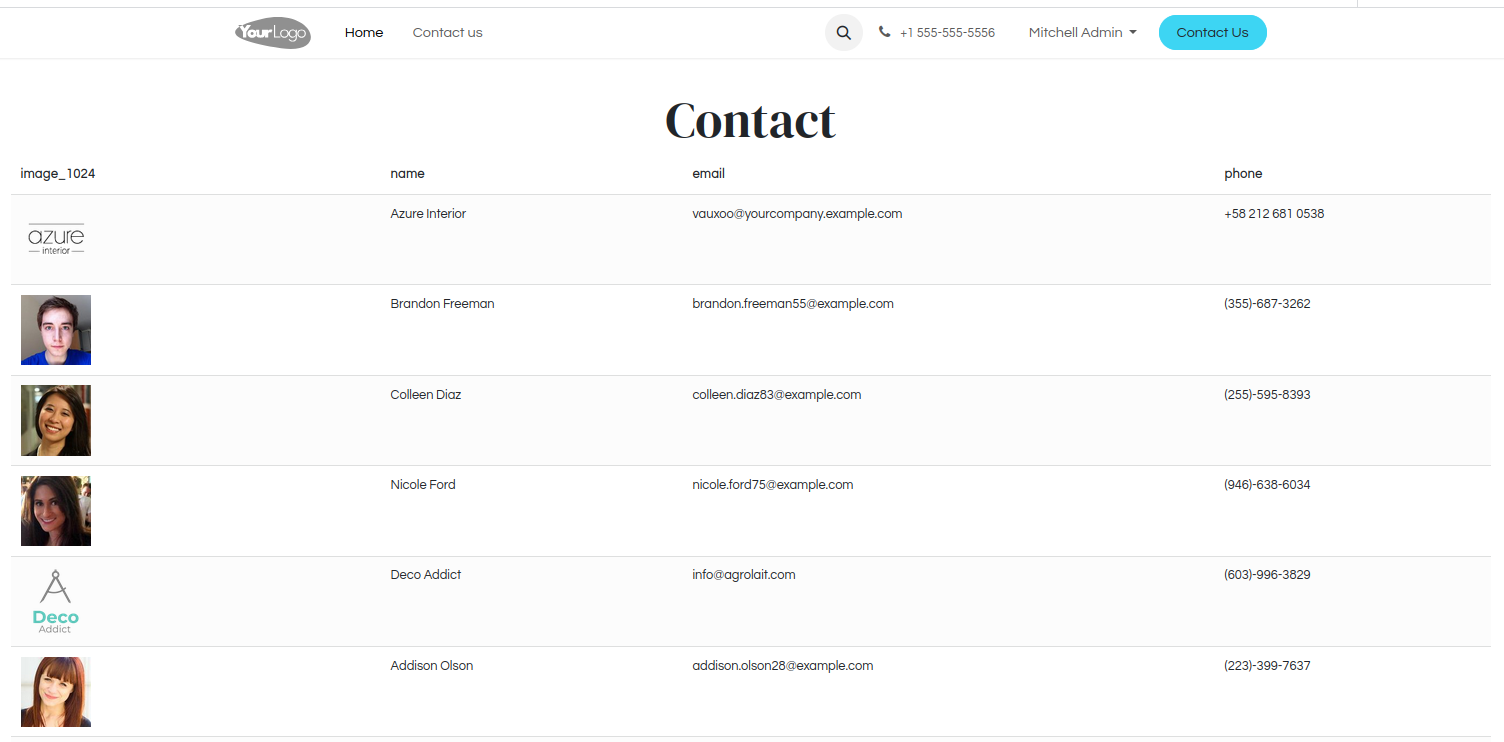 YourLogo Home Contact us +1 555-555-5556 Mitchell Admin Contact Us
Contact
image_1024 name email phone
azure
interior
Azure Interior vauxoo@yourcompany.example.com +58 212 681 0538
Brandon Freeman brandon.freeman55@example.com (355)-687-3262
Colleen Diaz colleen.diaz83@example.com (255)-595-8393
Nicole Ford nicole.ford75@example.com (946)-638-6034
Deco Addict info@agrolait.com (603)-996-3829
Deco
Addict
Addison Olson addison.olson28@example.com (223)-399-7637